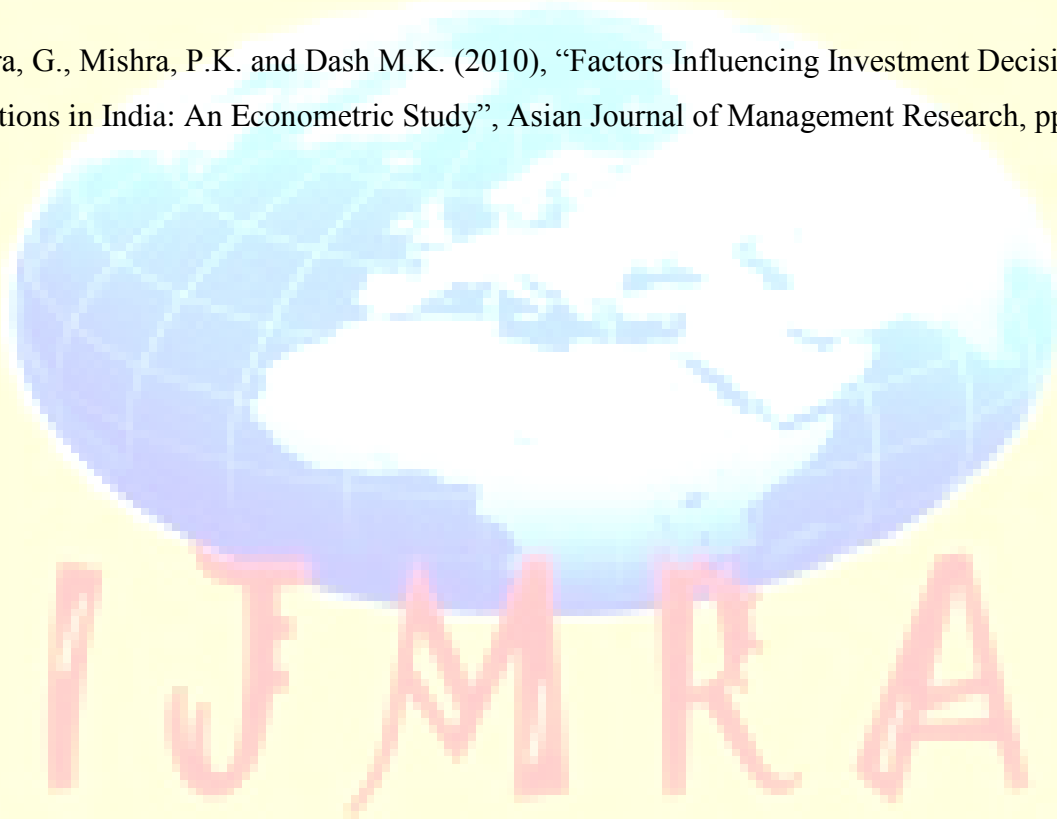 ra, G., Mishra, P.K. and Dash M.K. (2010), “Factors Influencing Investment Decisi
tions in India: An Econometric Study”, Asian Journal of Management Research, pp
IJMRA